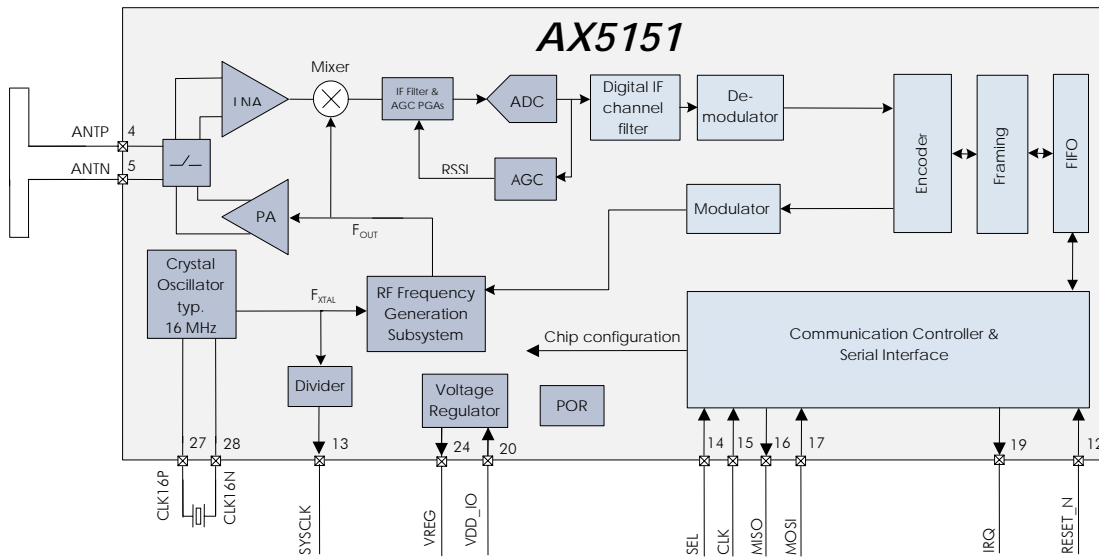 AX5151
Mixer
LNA
IF Filter &
AGC PGAs
ADC
Digital IF
channel
filter
De-
modulator
Encoder
Framing
FIFO
ANTP
4
ANTN
5
RSSI
AGC
PA
F_OUT
Modulator
Crystal
Oscillator
typ.
16 MHz
F_XTAL
RF Frequency
Generation
Subsystem
Chip configuration
Communication Controller &
Serial Interface
Divider
Voltage
Regulator
POR
27
28
13
24
20
14
15
16
17
19
12
CLK16P
CLK16N
SYSCLK
VREG
VDD_IO
SEL
CLK
MISO
MOSI
IRQ
RESET_N